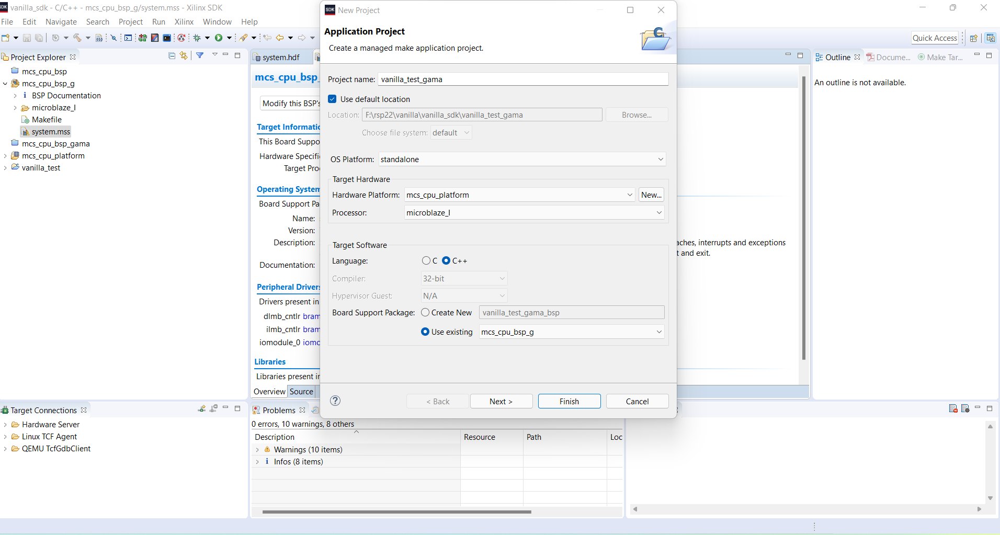 vanilla_sdk - C/C++ - mcs_cpu_bsp_g/system.mss - Xilinx SDK
File Edit Navigate Search Project Run Xilinx Window Help
Quick Access
Project Explorer
mcs_cpu_bsp
mcs_cpu_bsp_g
BSP Documentation
microblaze_I
Makefile
system.mss
mcs_cpu_bsp_gama
mcs_cpu_platform
vanilla_test
system.hdf
mcs_cpu_bsp_
Modify this BSP's
Target Informatio
This Board Suppo
Hardware Specifi
Target Pro
Operating System
Board Support Pa
Name:
Version:
Description:
aches, interrupts and exceptions
t and exit.
Documentation:
Peripheral Drivers
Drivers present in
dlmb_cntlr bram
ilmb_cntlr bram
iomodule_0 iomo
Libraries
Libraries present in
Overview Source
SDK New Project
Application Project
Create a managed make application project.
Project name: vanilla_test_gama
Use default location
Location: F:\rsp22\vanilla\vanilla_sdk\vanilla_test_gama Browse...
Choose file system: default
OS Platform: standalone
Target Hardware
Hardware Platform: mcs_cpu_platform New...
Processor: microblaze_I
Target Software
Language: C C++
Compiler: 32-bit
Hypervisor Guest: N/A
Board Support Package: Create New vanilla_test_gama_bsp
Use existing mcs_cpu_bsp_g
< Back Next > Finish Cancel
Outline Docume... Make Tar...
An outline is not available.
Target Connections
Hardware Server
Linux TCF Agent
QEMU TcfGdbClient
Problems
0 errors, 10 warnings, 8 others
Description Resource Path Loc
Warnings (10 items)
Infos (8 items)